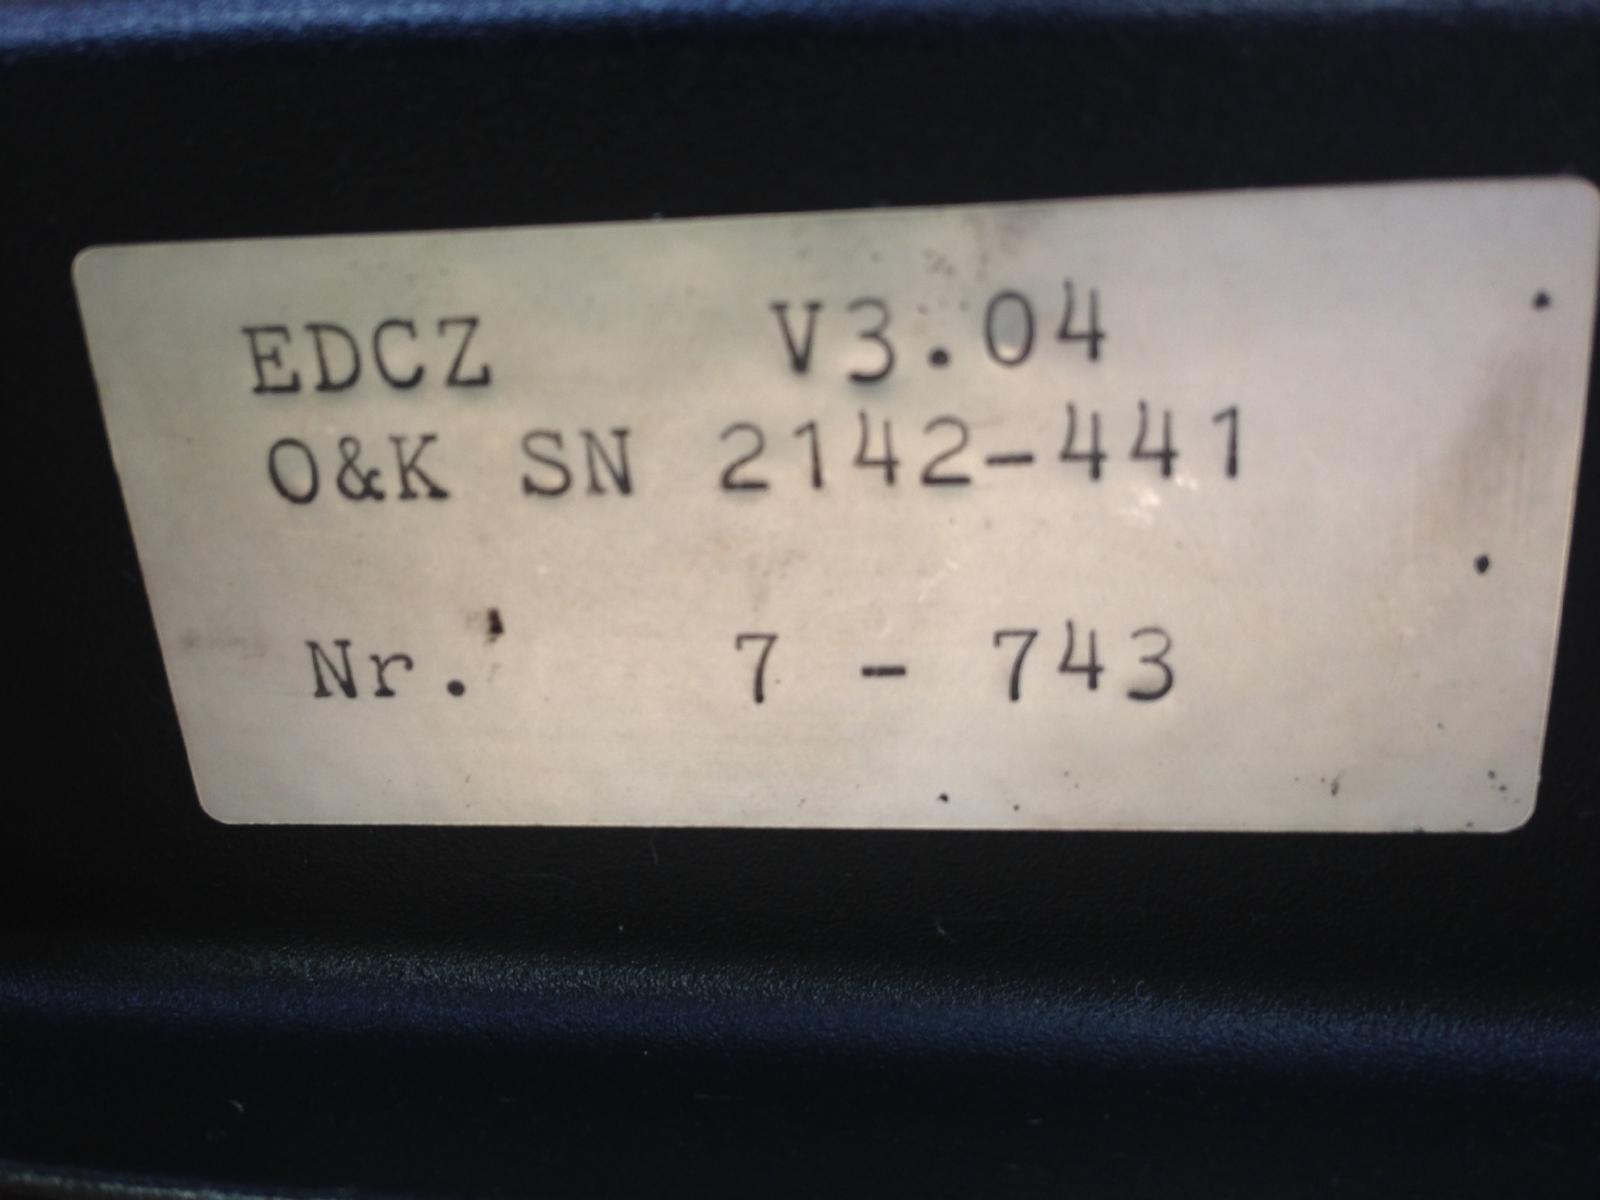 EDCZ V3.04
O&K SN 2142-441
Nr. 7 - 743